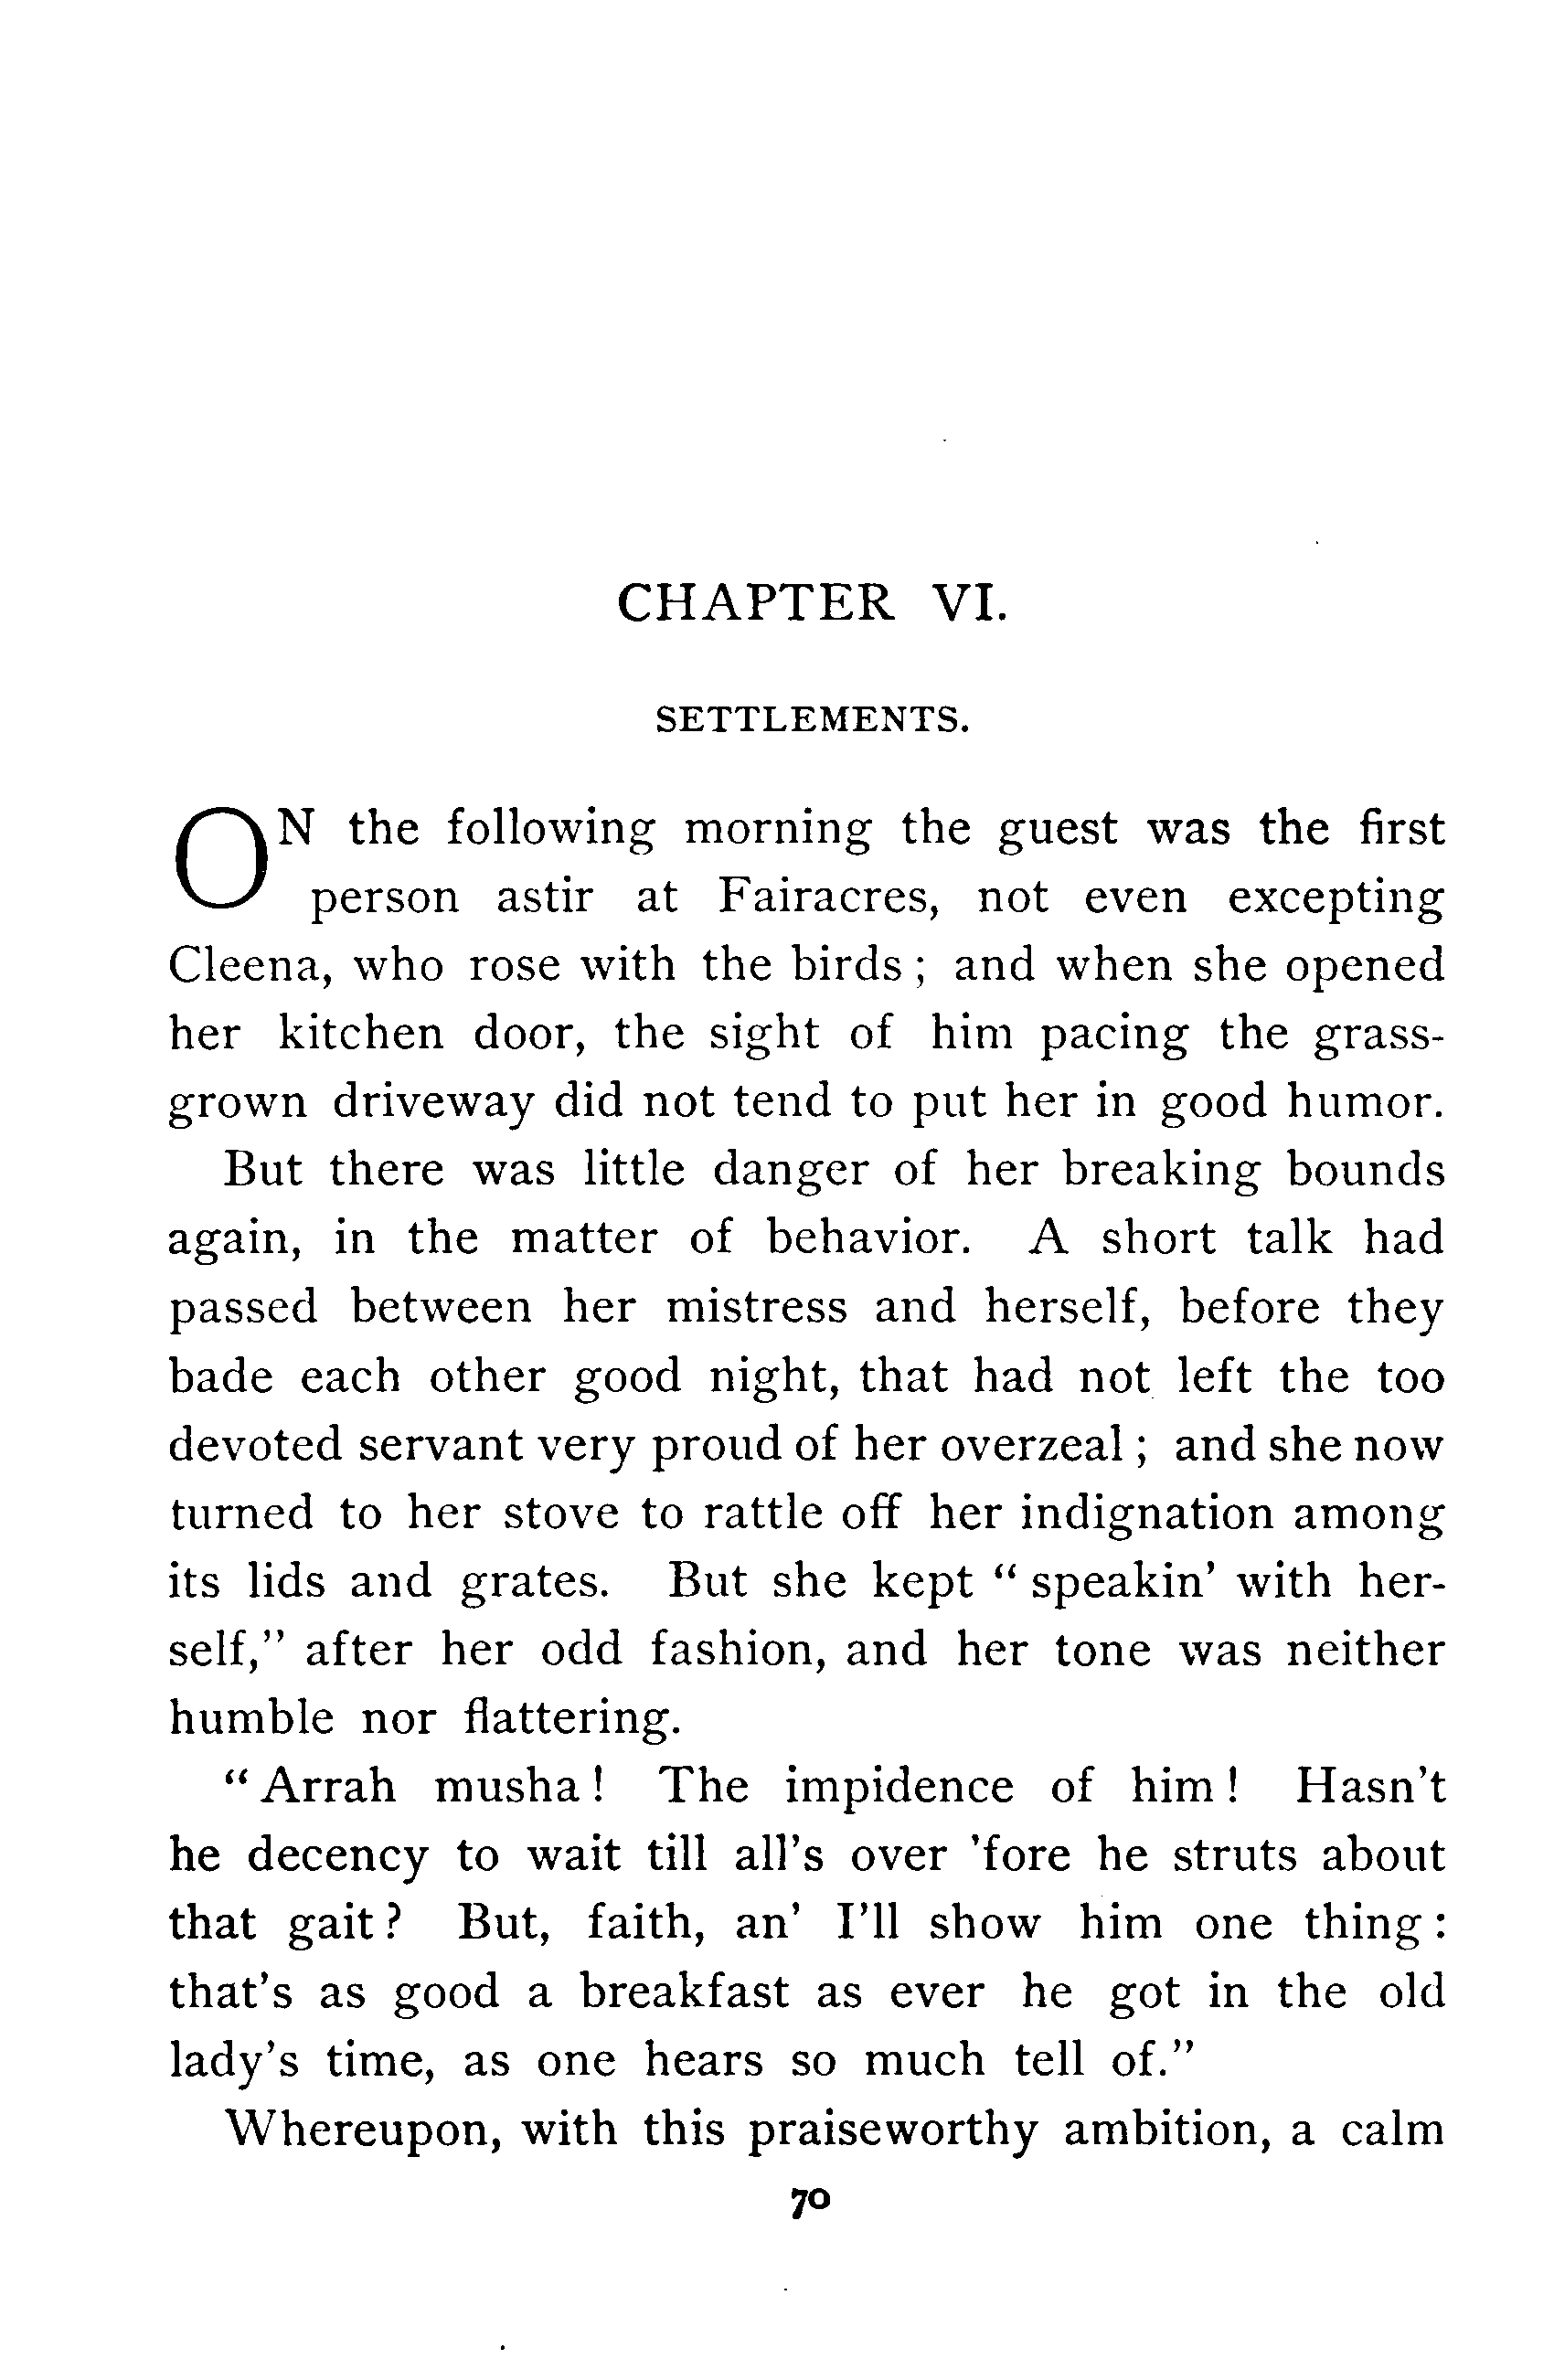 CHAPTER VI.
SETTLEMENTS.
ON the following morning the guest was the first
person astir at Fairacres, not even excepting
Cleena, who rose with the birds; and when she opened
her kitchen door, the sight of him pacing the grass-
grown driveway did not tend to put her in good humor.
But there was little danger of her breaking bounds
again, in the matter of behavior. A short talk had
passed between her mistress and herself, before they
bade each other good night, that had not left the too
devoted servant very proud of her overzeal; and she now
turned to her stove to rattle off her indignation among
its lids and grates. But she kept “speakin’ with her-
self,” after her odd fashion, and her tone was neither
humble nor flattering.
“Arrah musha! The impidence of him! Hasn’t
he decency to wait till all’s over ’fore he struts about
that gait? But, faith, an’ I’ll show him one thing:
that’s as good a breakfast as ever he got in the old
lady’s time, as one hears so much tell of.”
Whereupon, with this praiseworthy ambition, a calm
70